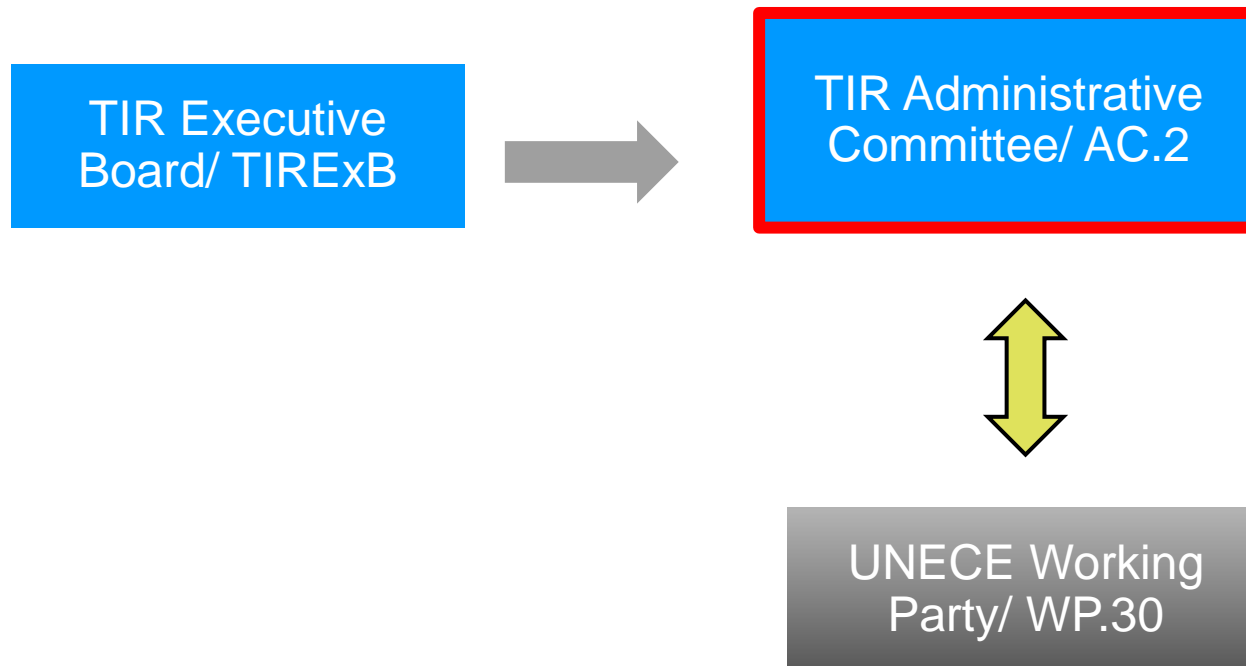 TIR Executive
Board/ TIRExB
TIR Administrative
Committee/ AC.2
UNECE Working
Party/ WP.30